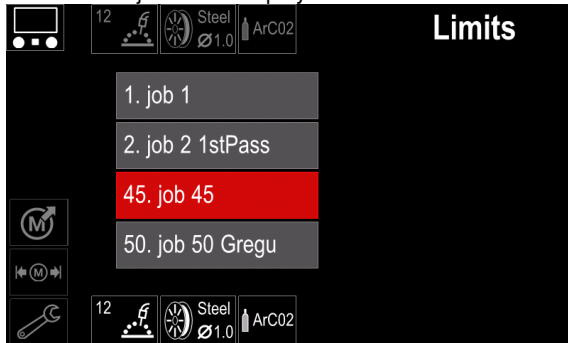 12 Steel ø1.0 ArC02 Limits
1. job 1
2. job 2 1stPass
45. job 45
50. job 50 Gregu
M
M
12 Steel ø1.0 ArC02